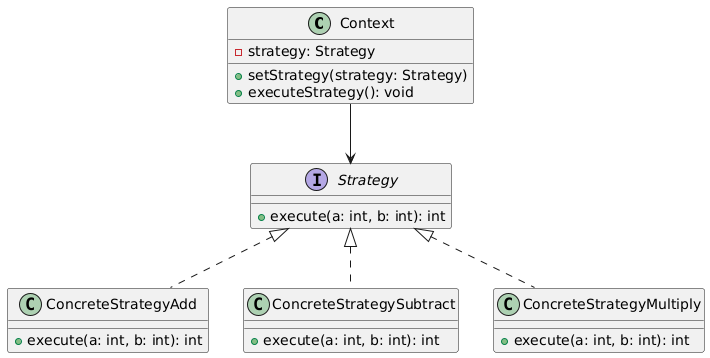 C Context
strategy: Strategy
setStrategy(strategy: Strategy)
executeStrategy(): void
I Strategy
execute(a: int, b: int): int
C ConcreteStrategyAdd
execute(a: int, b: int): int
C ConcreteStrategySubtract
execute(a: int, b: int): int
C ConcreteStrategyMultiply
execute(a: int, b: int): int